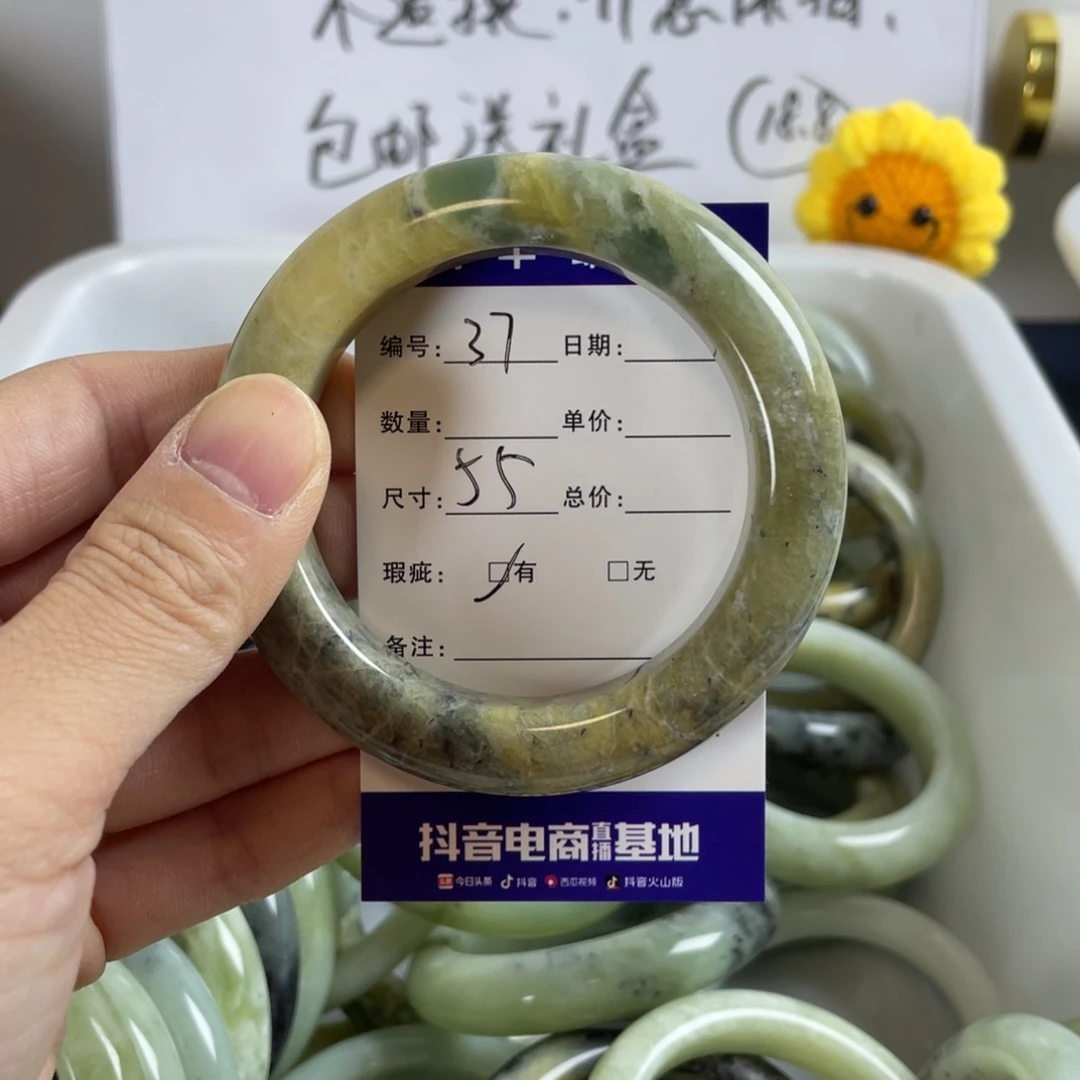 包邮送礼盒
编号: 37 日期:
数量: 单价:
尺寸: 55 总价:
瑕疵: □有 □无
备注:
抖音电商直播基地
今日头条 抖音 西瓜视频 抖音火山版